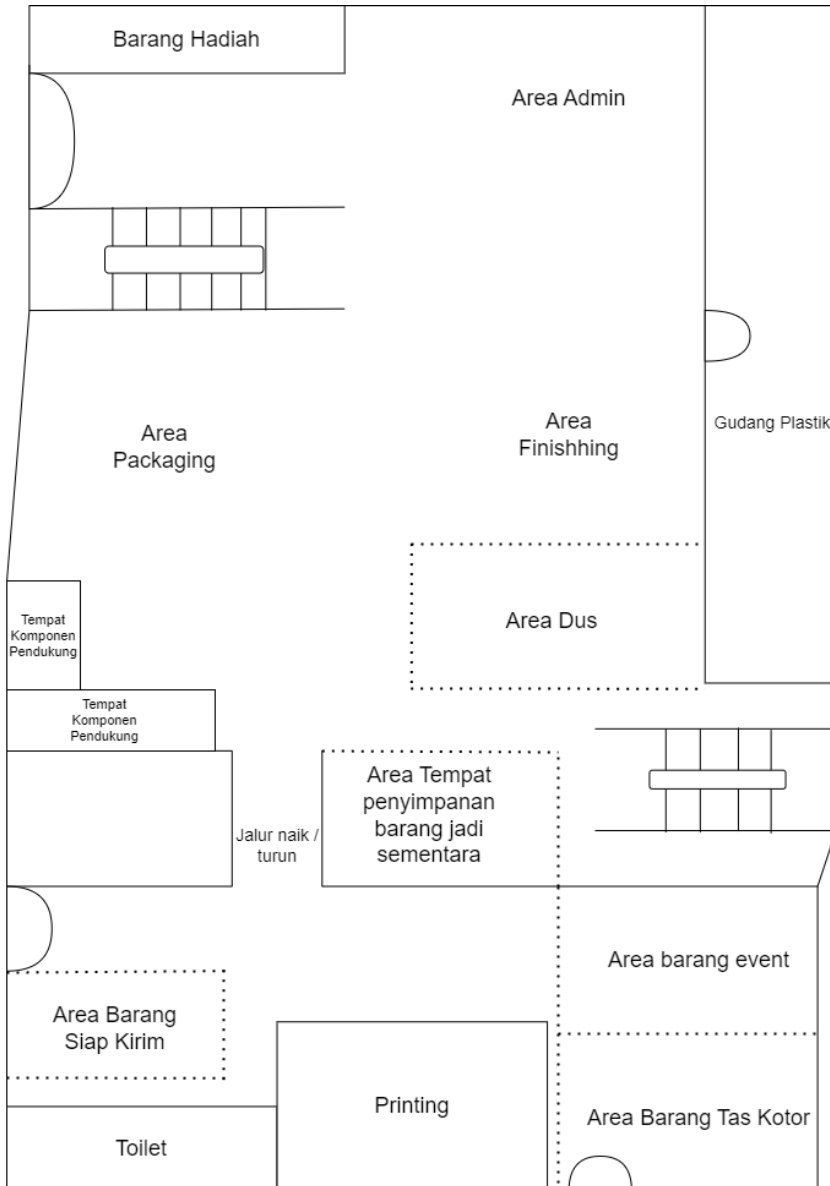 Barang Hadiah
Area Admin
Area
Packaging
Area
Finishhing
Gudang Plastik
Area Dus
Tempat
Komponen
Pendukung
Tempat
Komponen
Pendukung
Area Tempat
penyimpanan
barang jadi
sementara
Jalur naik /
turun
Area barang event
Area Barang
Siap Kirim
Printing
Area Barang Tas Kotor
Toilet